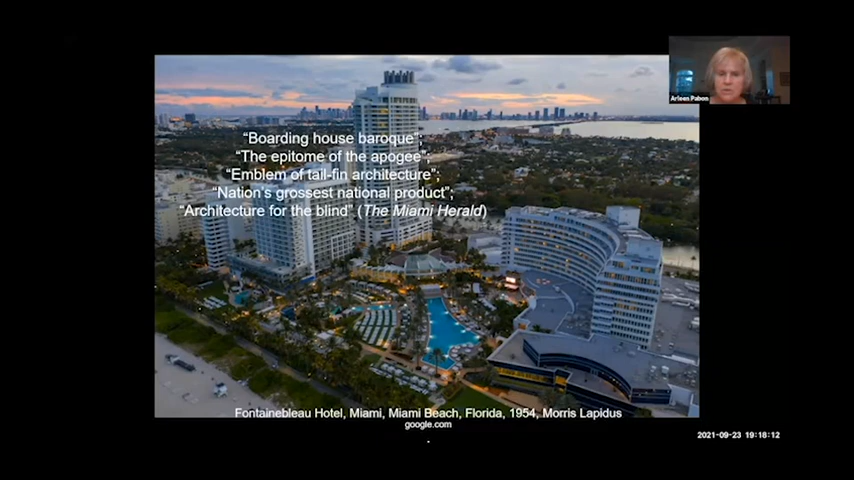 Arleen Pabon
“Boarding house baroque”;
“The epitome of the apogee”;
“Emblem of tail-fin architecture”;
“Nation’s grossest national product”;
“Architecture for the blind” (The Miami Herald)
Fontainebleau Hotel, Miami, Miami Beach, Florida, 1954, Morris Lapidus
google.com
.
2021-09-23 19:18:12